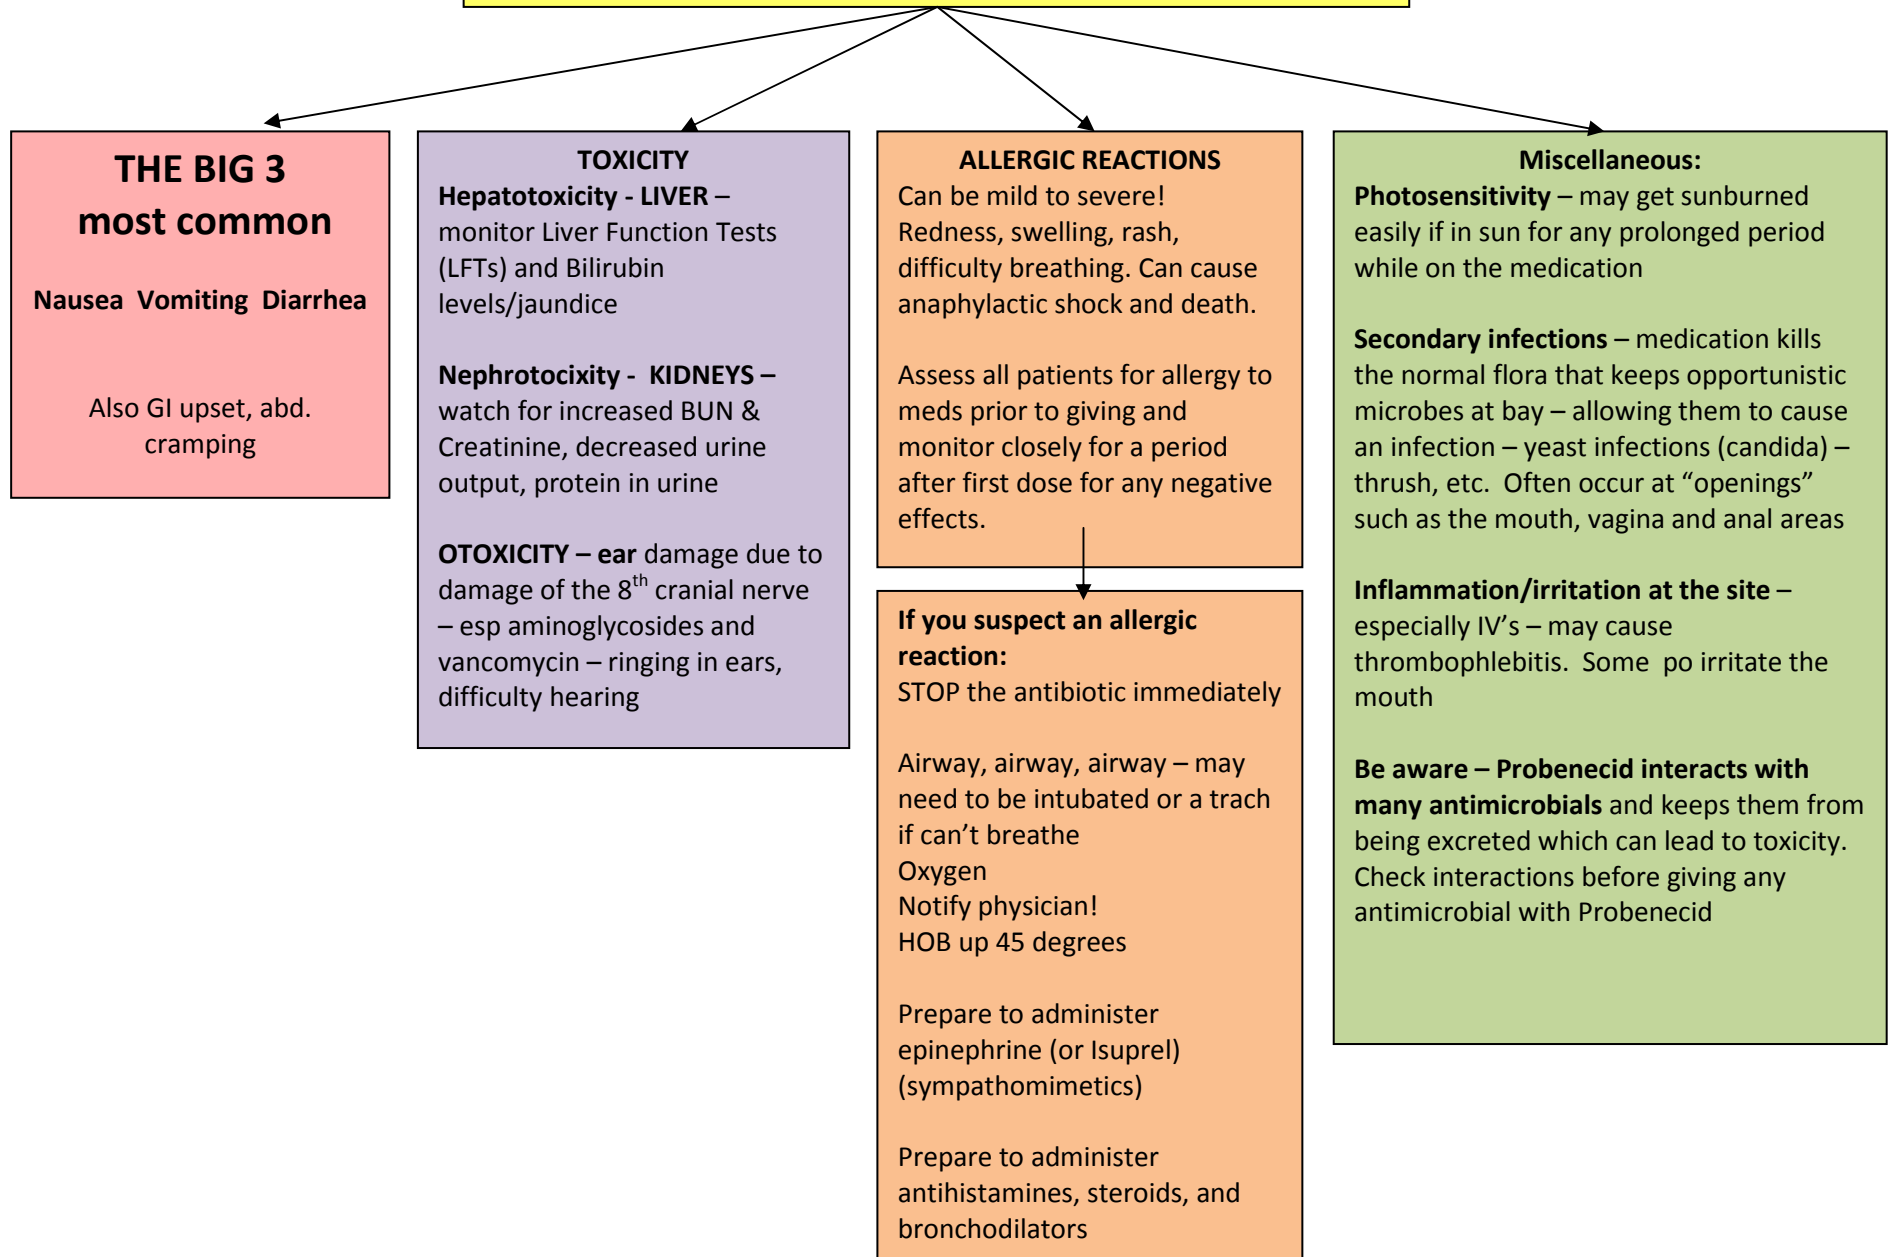 THE BIG 3
most common
Nausea  Vomiting  Diarrhea
Also GI upset, abd.
cramping
TOXICITY
Hepatotoxicity - LIVER –
monitor Liver Function Tests
(LFTs) and Bilirubin
levels/jaundice
Nephrotocixity -  KIDNEYS –
watch for increased BUN &
Creatinine, decreased urine
output, protein in urine
OTOXICITY – ear damage due to
damage of the 8th cranial nerve
– esp aminoglycosides and
vancomycin – ringing in ears,
difficulty hearing
ALLERGIC REACTIONS
Can be mild to severe!
Redness, swelling, rash,
difficulty breathing. Can cause
anaphylactic shock and death.
Assess all patients for allergy to
meds prior to giving and
monitor closely for a period
after first dose for any negative
effects.
If you suspect an allergic
reaction:
STOP the antibiotic immediately
Airway, airway, airway – may
need to be intubated or a trach
if can’t breathe
Oxygen
Notify physician!
HOB up 45 degrees
Prepare to administer
epinephrine (or Isuprel)
(sympathomimetics)
Prepare to administer
antihistamines, steroids, and
bronchodilators
Miscellaneous:
Photosensitivity – may get sunburned
easily if in sun for any prolonged period
while on the medication
Secondary infections – medication kills
the normal flora that keeps opportunistic
microbes at bay – allowing them to cause
an infection – yeast infections (candida) –
thrush, etc.  Often occur at “openings”
such as the mouth, vagina and anal areas
Inflammation/irritation at the site –
especially IV’s – may cause
thrombophlebitis.  Some  po irritate the
mouth
Be aware – Probenecid interacts with
many antimicrobials and keeps them from
being excreted which can lead to toxicity.
Check interactions before giving any
antimicrobial with Probenecid